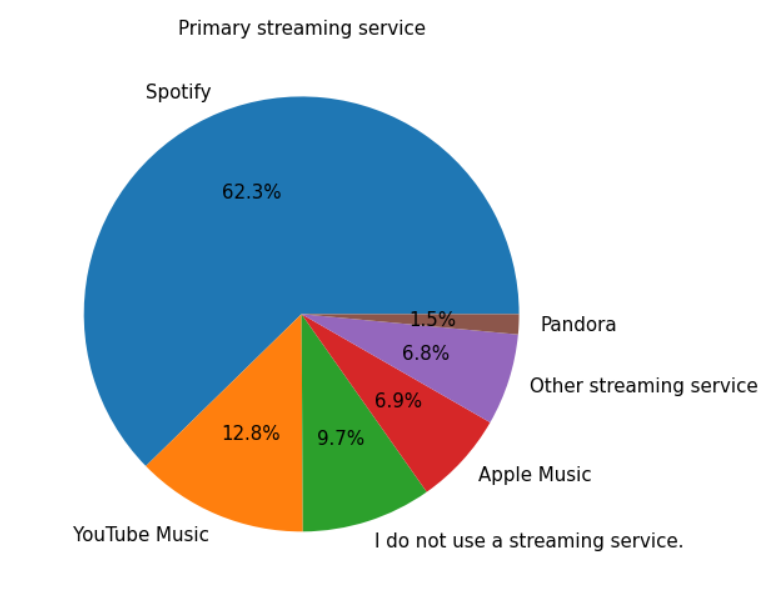 Primary streaming service
Spotify
62.3%
1.5%
Pandora
6.8%
Other streaming service
6.9%
Apple Music
12.8%
9.7%
YouTube Music
I do not use a streaming service.